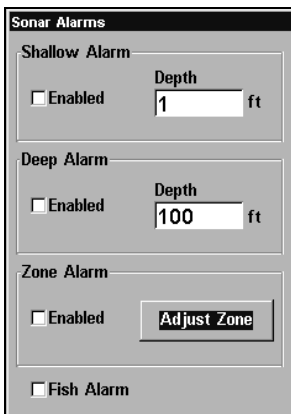 Sonar Alarms
Shallow Alarm
Depth
Enabled
1 ft
Deep Alarm
Depth
Enabled
100 ft
Zone Alarm
Enabled
Adjust Zone
Fish Alarm